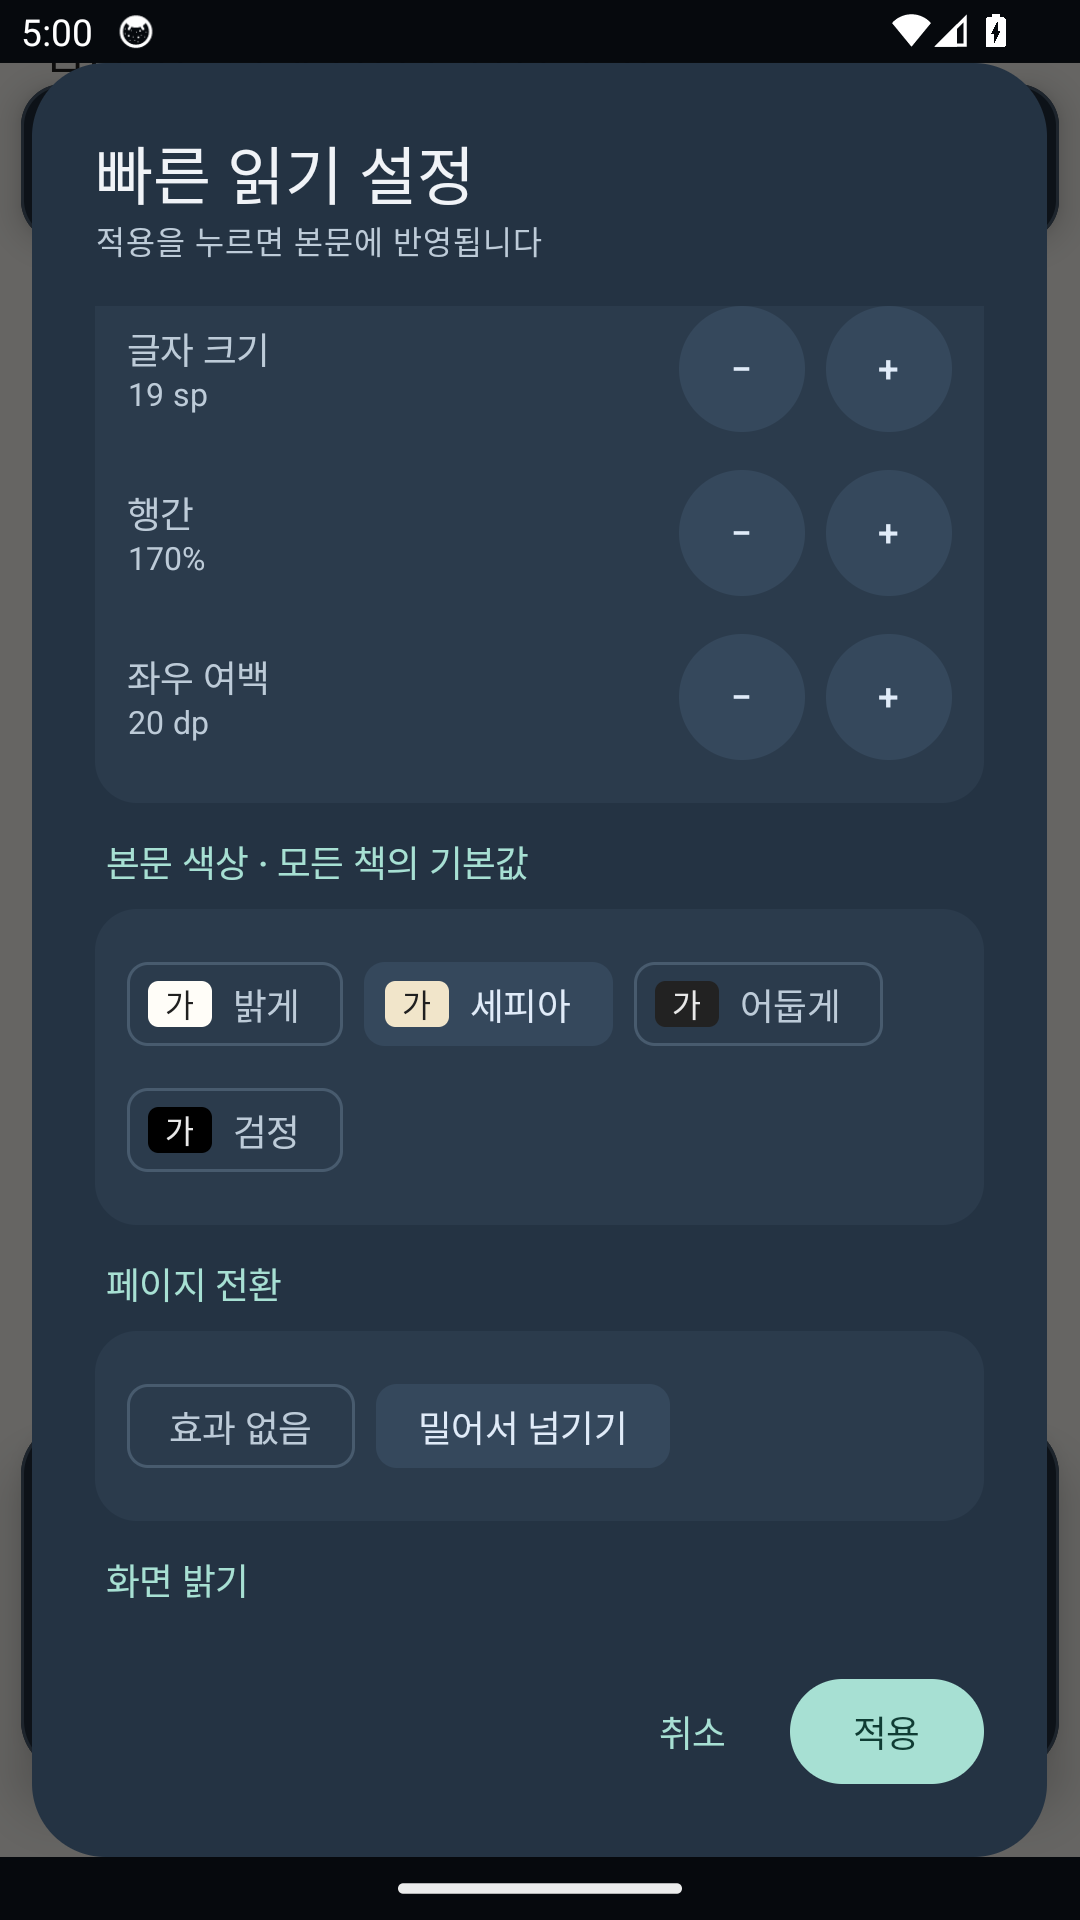 5:00
빠른 읽기 설정
적용을 누르면 본문에 반영됩니다
글자 크기
19 sp
− +
행간
170%
− +
좌우 여백
20 dp
− +
본문 색상 · 모든 책의 기본값
가 밝게 가 세피아 가 어둡게
가 검정
페이지 전환
효과 없음 밀어서 넘기기
화면 밝기
취소 적용